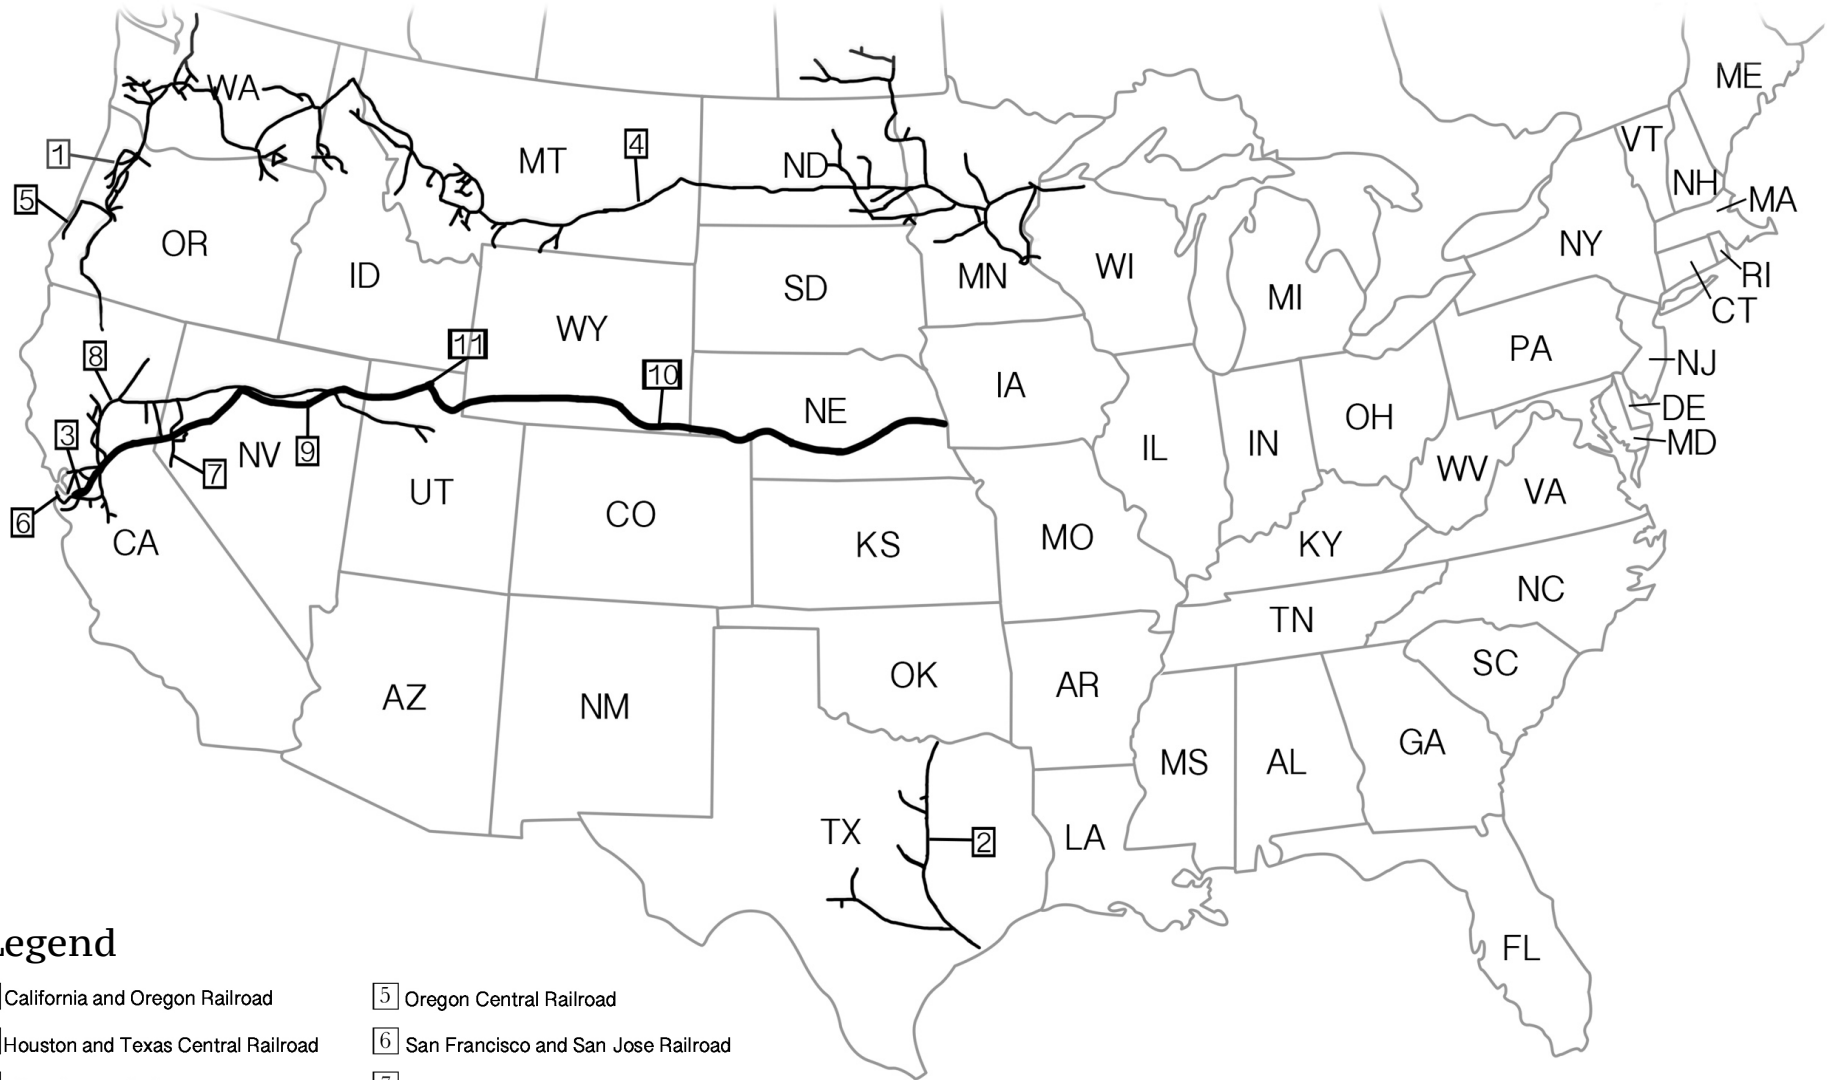 WA
ME
1
MT
4
ND
VT
NH
MA
5
OR
ID
SD
MN
WI
MI
NY
RI
CT
WY
11
10
8
PA
NJ
IA
NE
OH
DE
MD
3
NV
9
7
UT
IL
IN
WV
VA
6
CA
CO
KS
MO
KY
NC
TN
AZ
NM
OK
AR
SC
MS
AL
GA
TX
2
LA
FL
egend
California and Oregon Railroad
5 Oregon Central Railroad
Houston and Texas Central Railroad
6 San Francisco and San Jose Railroad